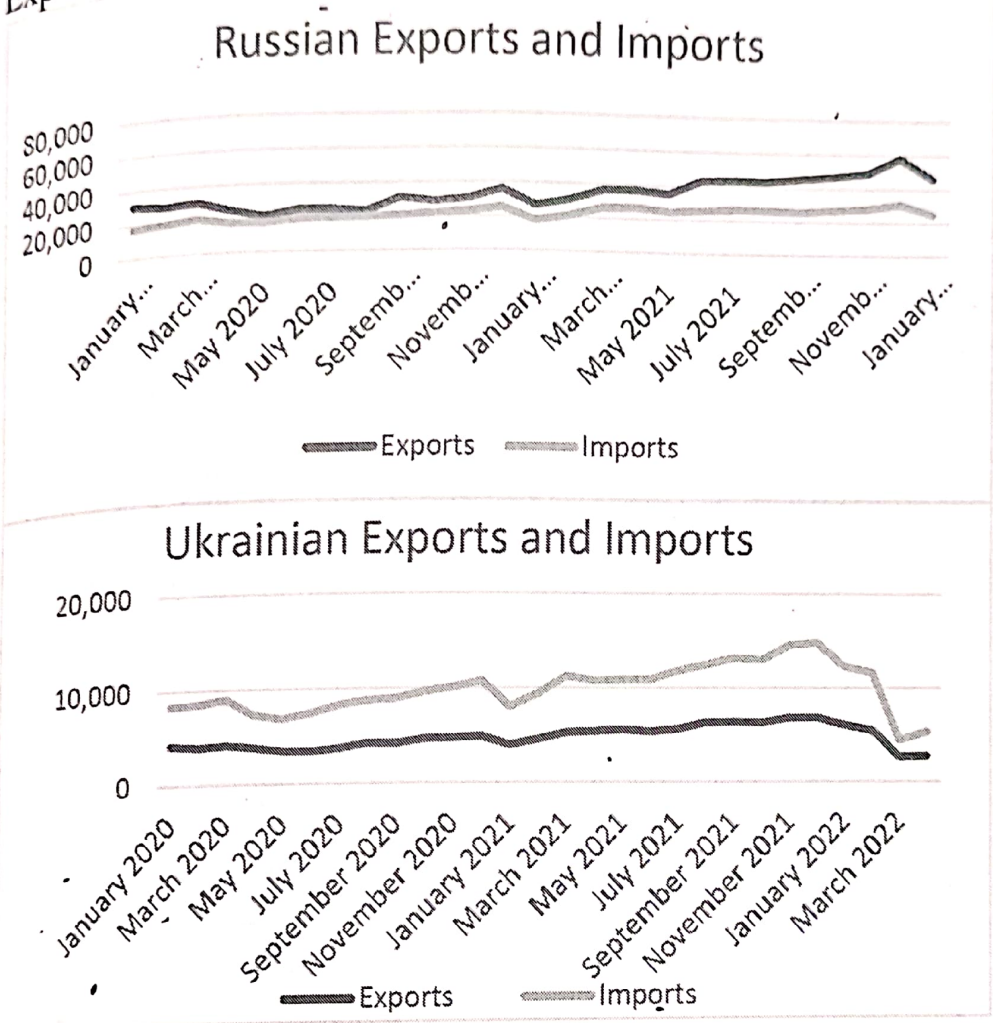 Russian Exports and Imports
80,000
60,000
40,000
20,000
0
January...
March...
May 2020
July 2020
Septemb...
Novemb...
January...
March...
May 2021
July 2021
Septemb...
Novemb...
January...
Exports
Imports
Ukrainian Exports and Imports
20,000
10,000
0
January 2020
March 2020
May 2020
July 2020
September 2020
November 2020
January 2021
March 2021
May 2021
July 2021
September 2021
November 2021
January 2022
March 2022
Exports
Imports